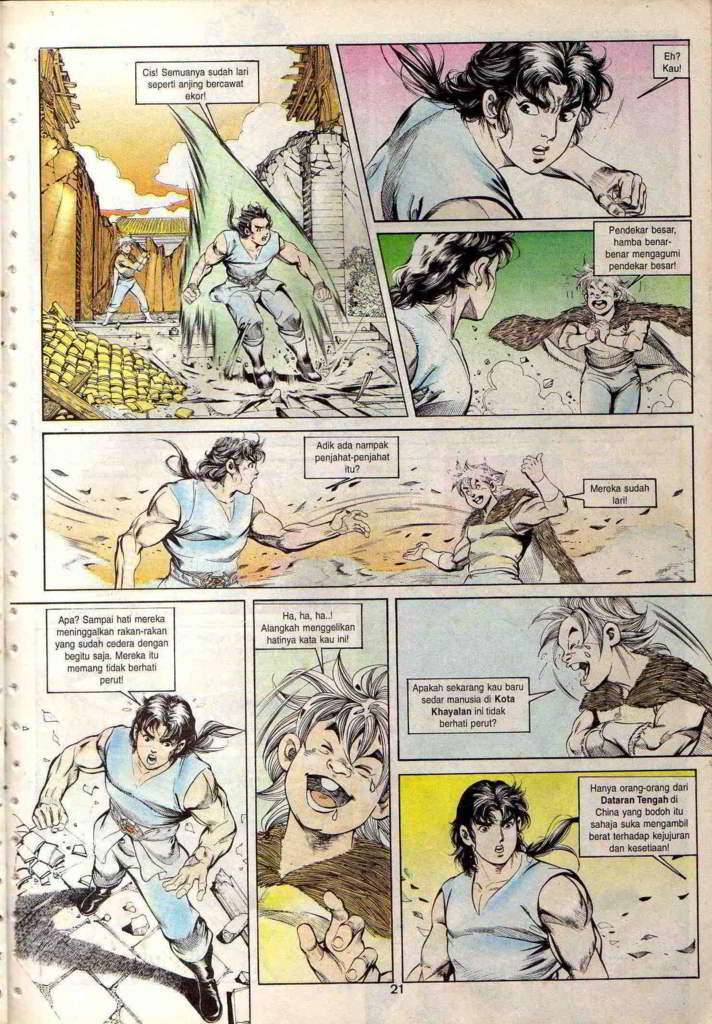 Cis! Semuanya sudah lari
seperti anjing bercawat
ekor!
Eh?
Kau!
Pendekar besar,
hamba benar-
benar mengagumi
pendekar besar!
Adik ada nampak
penjahat-penjahat
itu?
Mereka sudah
lari!
Apa? Sampai hati mereka
meninggalkan rakan-rakan
yang sudah cedera dengan
begitu saja. Mereka itu
memang tidak berhati
perut!
Ha, ha, ha..!
Alangkah menggelikan
hatinya kata kau ini!
Apakah sekarang kau baru
sedar manusia di Kota
Khayalan ini tidak
berhati perut?
Hanya orang-orang dari
Dataran Tengah di
China yang bodoh itu
sahaja suka mengambil
berat terhadap kejujuran
dan kesetiaan!
21